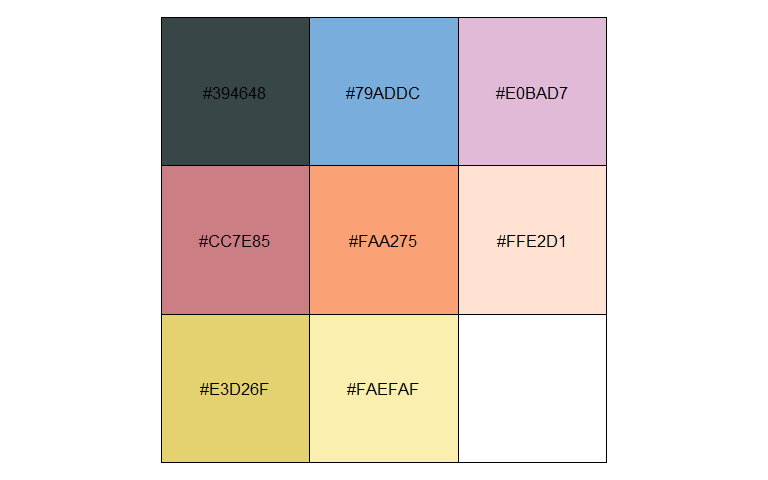 #394648
#79ADDC
#E0BAD7
#CC7E85
#FAA275
#FFE2D1
#E3D26F
#FAEFAF